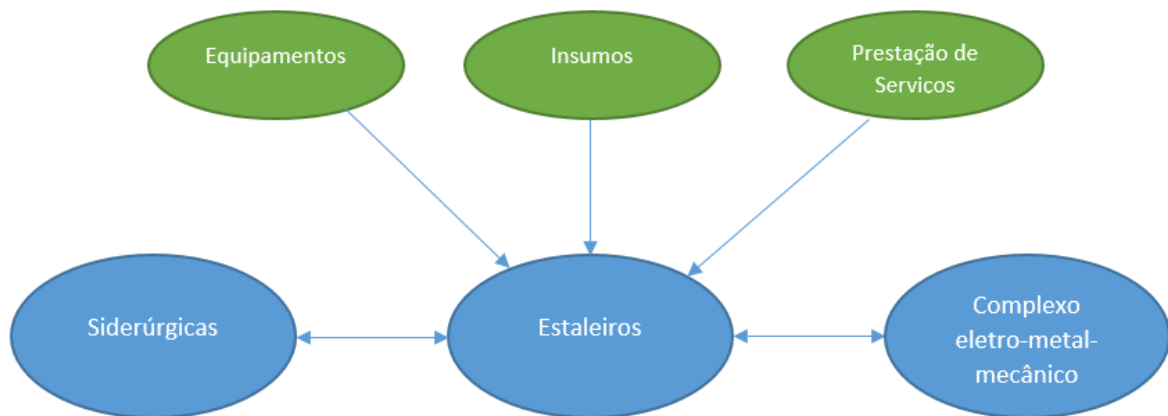 Equipamentos
Insumos
Prestação de
Serviços
Siderúrgicas
Estaleiros
Complexo
eletro-metal-
mecânico